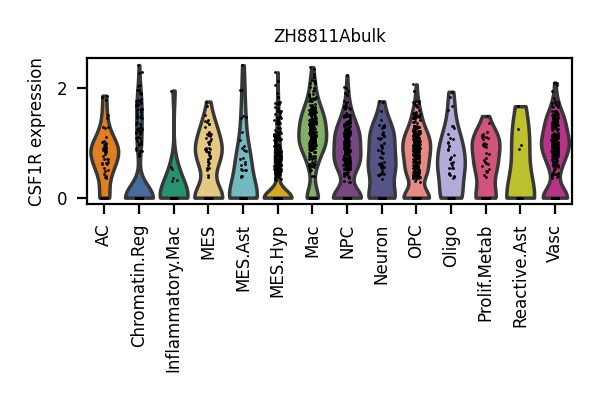 ZH8811Abulk
CSF1R expression
2
0
AC
Chromatin.Reg
Inflammatory.Mac
MES
MES.Ast
MES.Hyp
Mac
NPC
Neuron
OPC
Oligo
Prolif.Metab
Reactive.Ast
Vasc